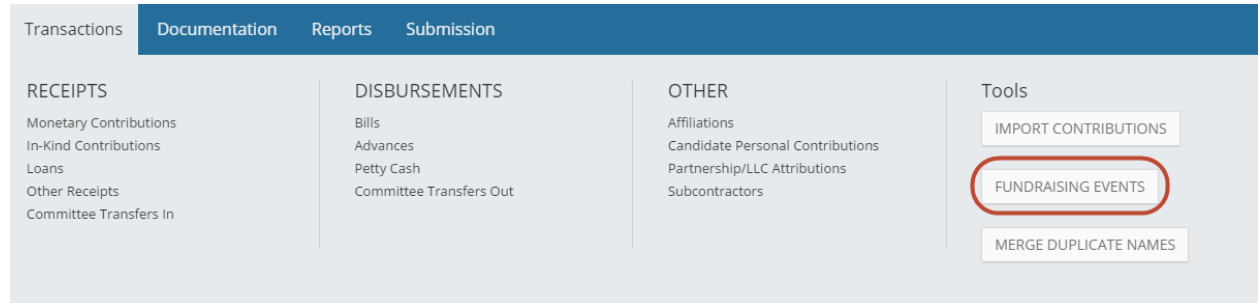 Transactions Documentation Reports Submission
RECEIPTS
Monetary Contributions
In-Kind Contributions
Loans
Other Receipts
Committee Transfers In
DISBURSEMENTS
Bills
Advances
Petty Cash
Committee Transfers Out
OTHER
Affiliations
Candidate Personal Contributions
Partnership/LLC Attributions
Subcontractors
Tools
IMPORT CONTRIBUTIONS
FUNDRAISING EVENTS
MERGE DUPLICATE NAMES